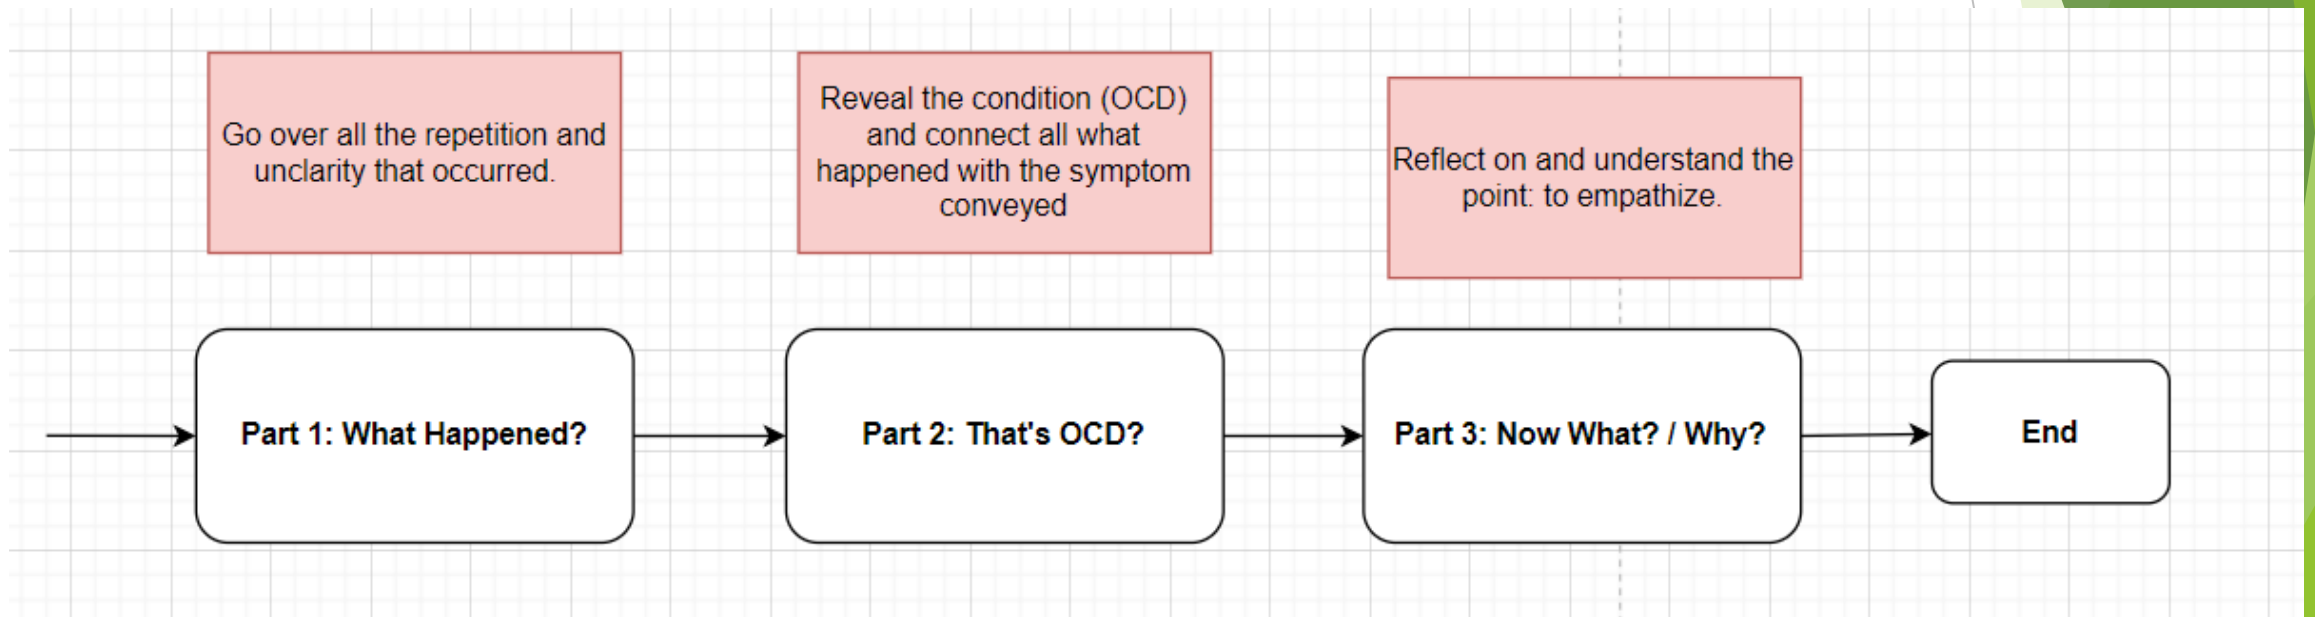 Go over all the repetition and
unclarity that occurred.
Reveal the condition (OCD)
and connect all what
happened with the symptom
conveyed
Reflect on and understand the
point: to empathize.
Part 1: What Happened?
Part 2: That's OCD?
Part 3: Now What? / Why?
End